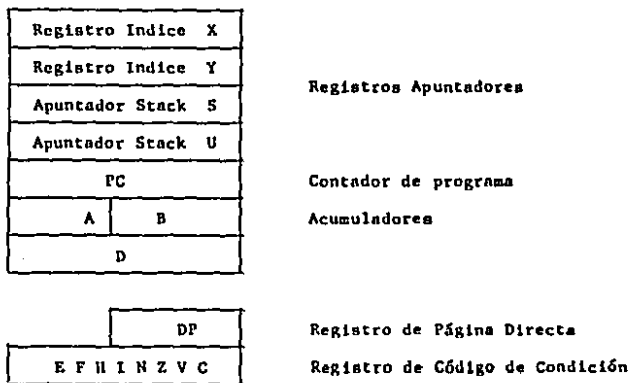 Registro Indice X
Registro Indice Y
Registros Apuntadores
Apuntador Stack S
Apuntador Stack U
PC Contador de programa
A B Acumuladores
D
DP Registro de Página Directa
E F H I N Z V C Registro de Código de Condición